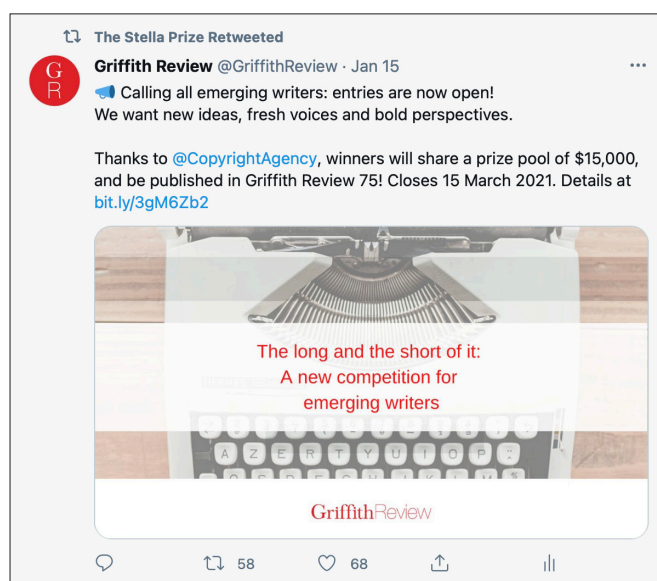 The Stella Prize Retweeted
Griffith Review @GriffithReview · Jan 15
📣 Calling all emerging writers: entries are now open!
We want new ideas, fresh voices and bold perspectives.
Thanks to @CopyrightAgency, winners will share a prize pool of $15,000,
and be published in Griffith Review 75! Closes 15 March 2021. Details at
bit.ly/3gM6Zb2
G
R
The long and the short of it:
A new competition for
emerging writers
A Z E R T Y U I O P
GriffithReview
58 68